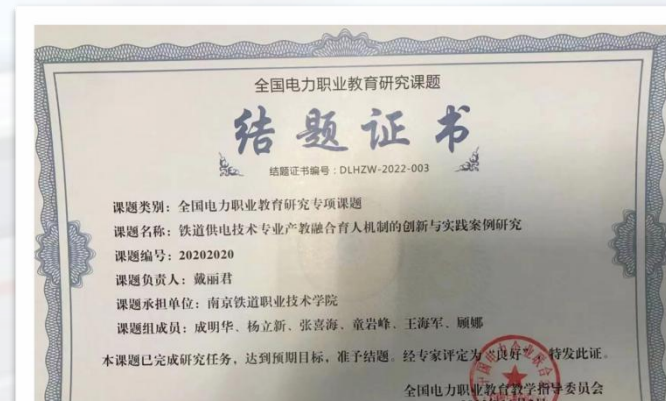 全国电力职业教育研究课题
结题证书
结题证书编号：DLHZW-2022-003
课题类别：全国电力职业教育研究专项课题
课题名称：铁道供电技术专业产教融合育人机制的创新与实践案例研究
课题编号：20202020
课题负责人：戴丽君
课题承担单位：南京铁道职业技术学院
课题组成员：成明华、杨立新、张喜海、童岩峰、王海军、顾娜
本课题已完成研究任务，达到预期目标，准予结题。经专家评定为“良好”，特发此证。
全国电力职业教育教学指导委员会